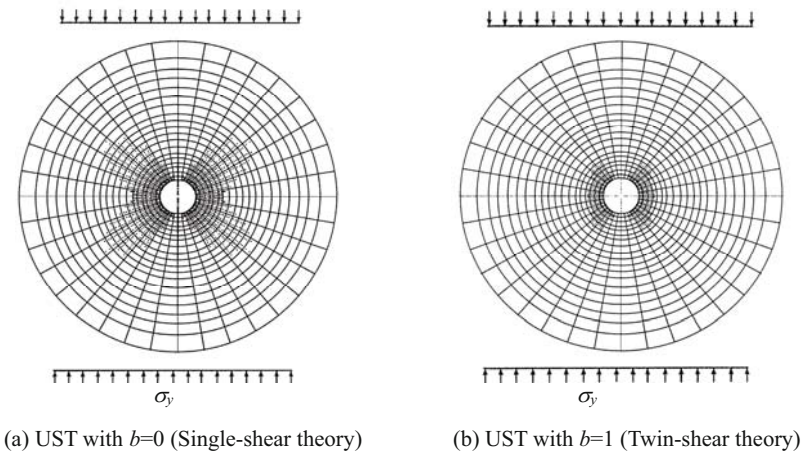 σy
σy
(a) UST with b=0 (Single-shear theory)
(b) UST with b=1 (Twin-shear theory)